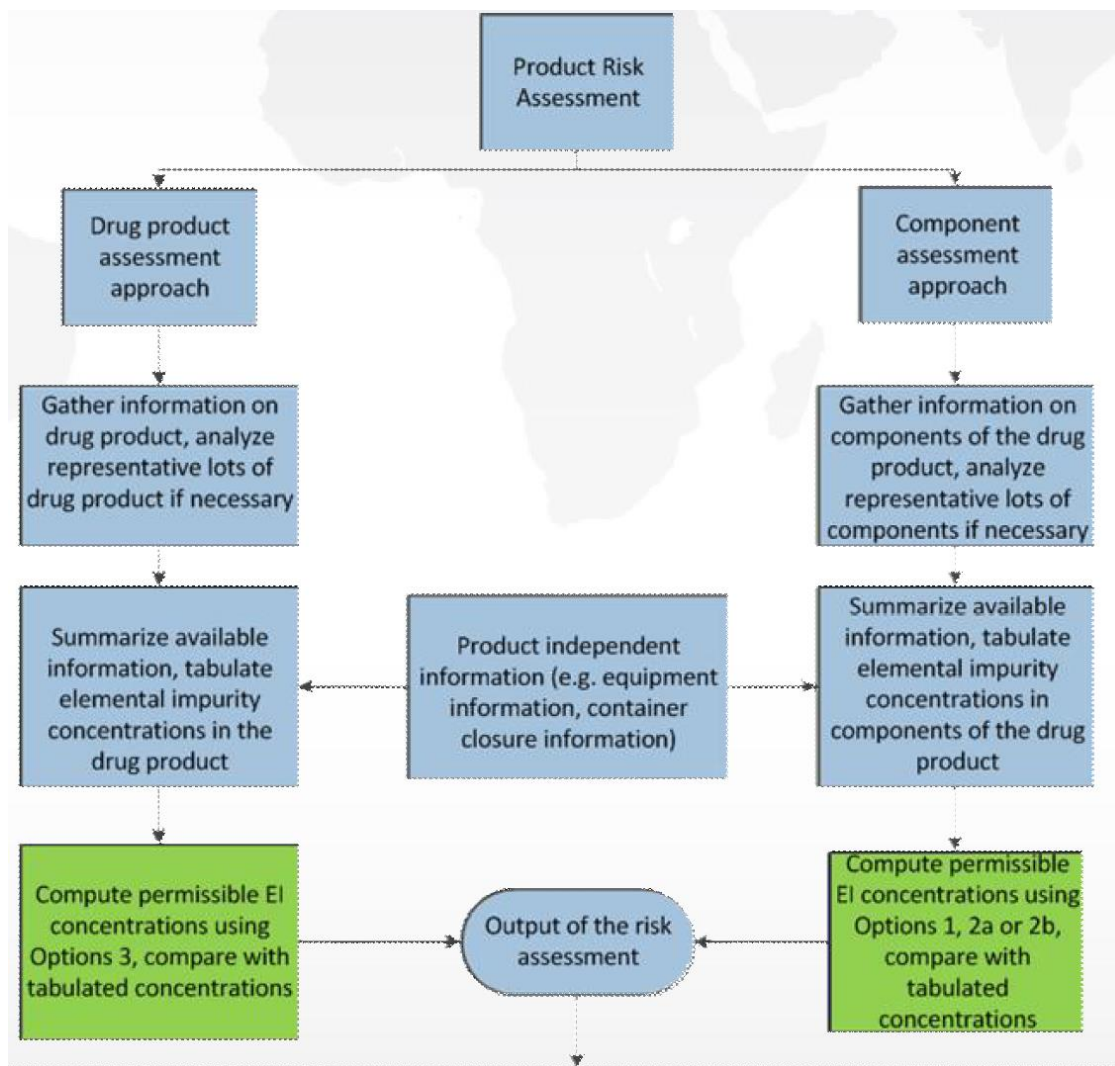 Product Risk
Assessment
Drug product
assessment
approach
Component
assessment
approach
Gather information on
drug product, analyze
representative lots of
drug product if necessary
Gather information on
components of the drug
product, analyze
representative lots of
components if necessary
Summarize available
information, tabulate
elemental impurity
concentrations in the
drug product
Product independent
information (e.g. equipment
information, container
closure information)
Summarize available
information, tabulate
elemental impurity
concentrations in
components of the drug
product
Compute permissible EI
concentrations using
Options 3, compare with
tabulated concentrations
Output of the risk
assessment
Compute permissible
EI concentrations using
Options 1, 2a or 2b,
compare with
tabulated
concentrations